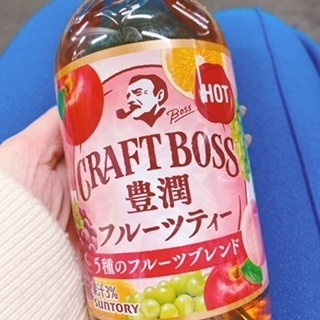 Boss
HOT
CRAFT BOSS
豊潤
フルーツティー
5種のフルーツブレンド
果汁3%
SUNTORY